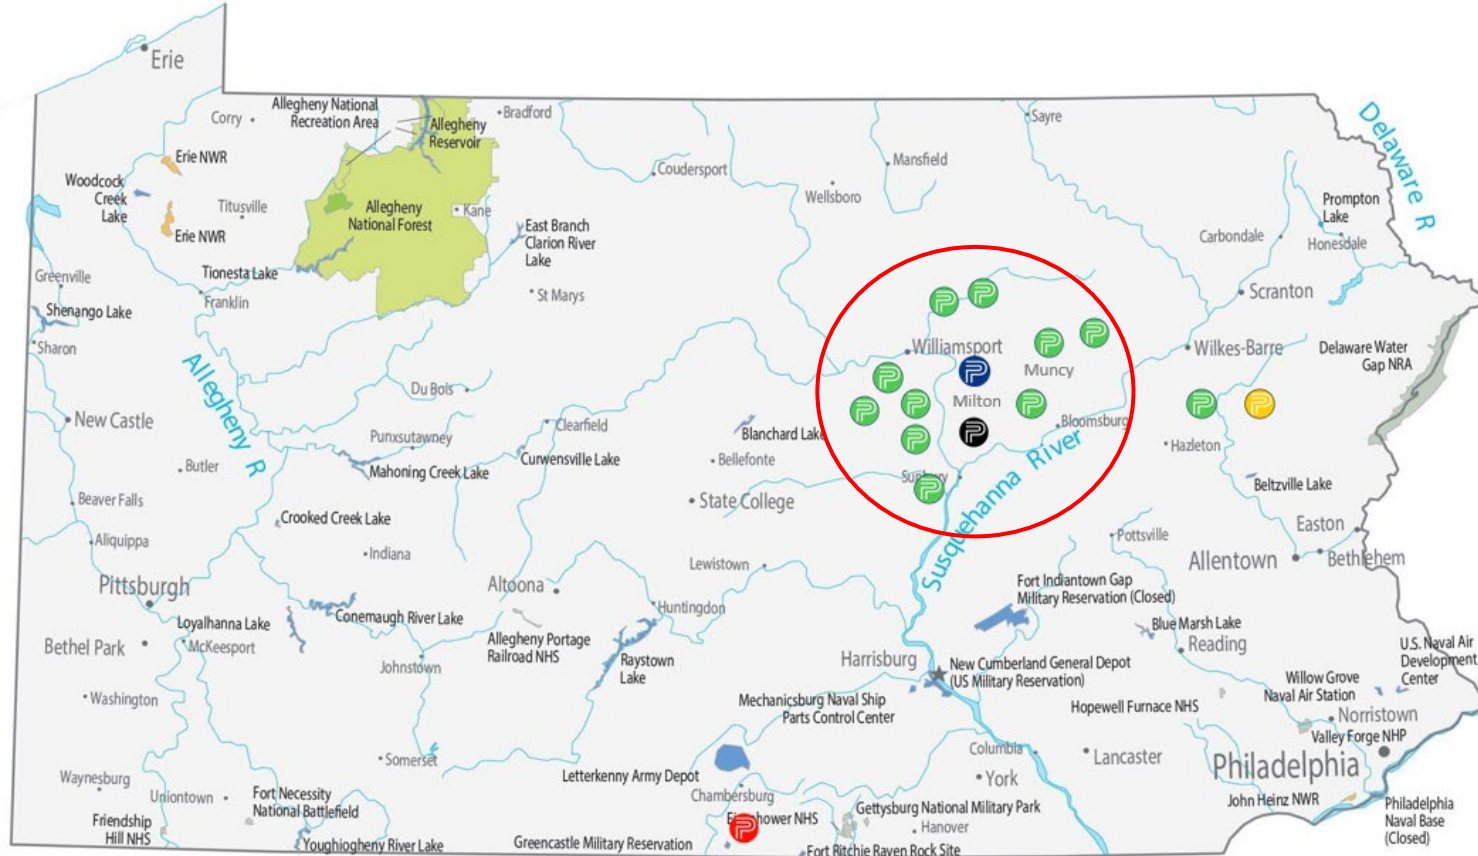 Erie
Allegheny National
Recreation Area
Corry
Allegheny
Reservoir
Bradford
Sayre
Delaware R
Erie NWR
Woodcock
Creek
Lake
Titusville
Erie NWR
Allegheny
National Forest
Kane
Coudersport
Mansfield
Wellsboro
Prompton
Lake
Carbondale
Honesdale
East Branch
Clarion River
Lake
Tionesta Lake
Greenville
Franklin
Shenango Lake
Sharon
St Marys
Scranton
Williamsport
Muncy
Milton
Wilkes-Barre
Delaware Water
Gap NRA
Allegheny R
Du Bois
New Castle
Punxsutawney
Clearfield
Blanchard Lake
Bloomsburg
Hazleton
Butler
Mahoning Creek Lake
Curwensville Lake
Bellefonte
Sunbury
Susquehanna River
Beltzville Lake
Beaver Falls
State College
Crooked Creek Lake
Aliquippa
Indiana
Easton
Pottsville
Allentown
Bethlehem
Pittsburgh
Altoona
Lewistown
Fort Indiantown Gap
Military Reservation (Closed)
Loyalhanna Lake
Conemaugh River Lake
Huntingdon
Blue Marsh Lake
Bethel Park
McKeesport
Allegheny Portage
Railroad NHS
Reading
Johnstown
Raystown
Lake
Harrisburg
New Cumberland General Depot
(US Military Reservation)
U.S. Naval Air
Development
Center
Willow Grove
Naval Air Station
Washington
Mechanicsburg Naval Ship
Parts Control Center
Hopewell Furnace NHS
Norristown
Valley Forge NHP
Somerset
Columbia
Lancaster
Philadelphia
Waynesburg
Uniontown
Fort Necessity
National Battlefield
Letterkenny Army Depot
Chambersburg
York
John Heinz NWR
Philadelphia
Naval Base
(Closed)
Friendship
Hill NHS
Youghiogheny River Lake
Greencastle Military Reservation
Eisenhower NHS
Gettysburg National Military Park
Hanover
Fort Ritchie Raven Rock Site